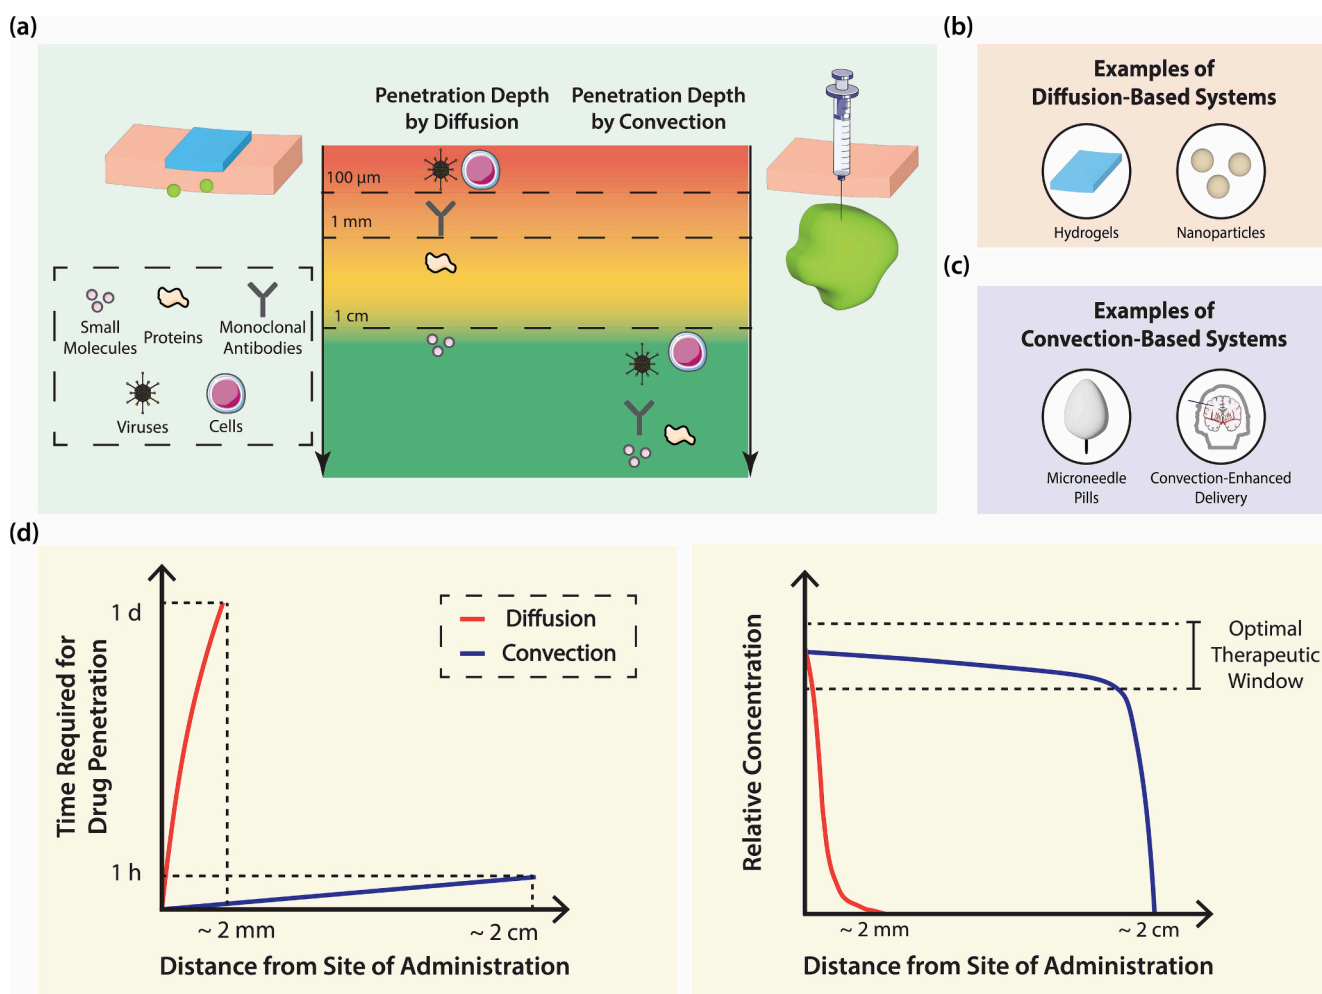 (a)
Penetration Depth
by Diffusion
Penetration Depth
by Convection
100 μm
1 mm
1 cm
Small
Molecules
Proteins
Monoclonal
Antibodies
Viruses
Cells
(b)
Examples of
Diffusion-Based Systems
Hydrogels
Nanoparticles
(c)
Examples of
Convection-Based Systems
Microneedle
Pills
Convection-Enhanced
Delivery
(d)
Time Required for
Drug Penetration
1 d
1 h
Diffusion
Convection
~ 2 mm
~ 2 cm
Distance from Site of Administration
Relative Concentration
Optimal
Therapeutic
Window
~ 2 mm
~ 2 cm
Distance from Site of Administration